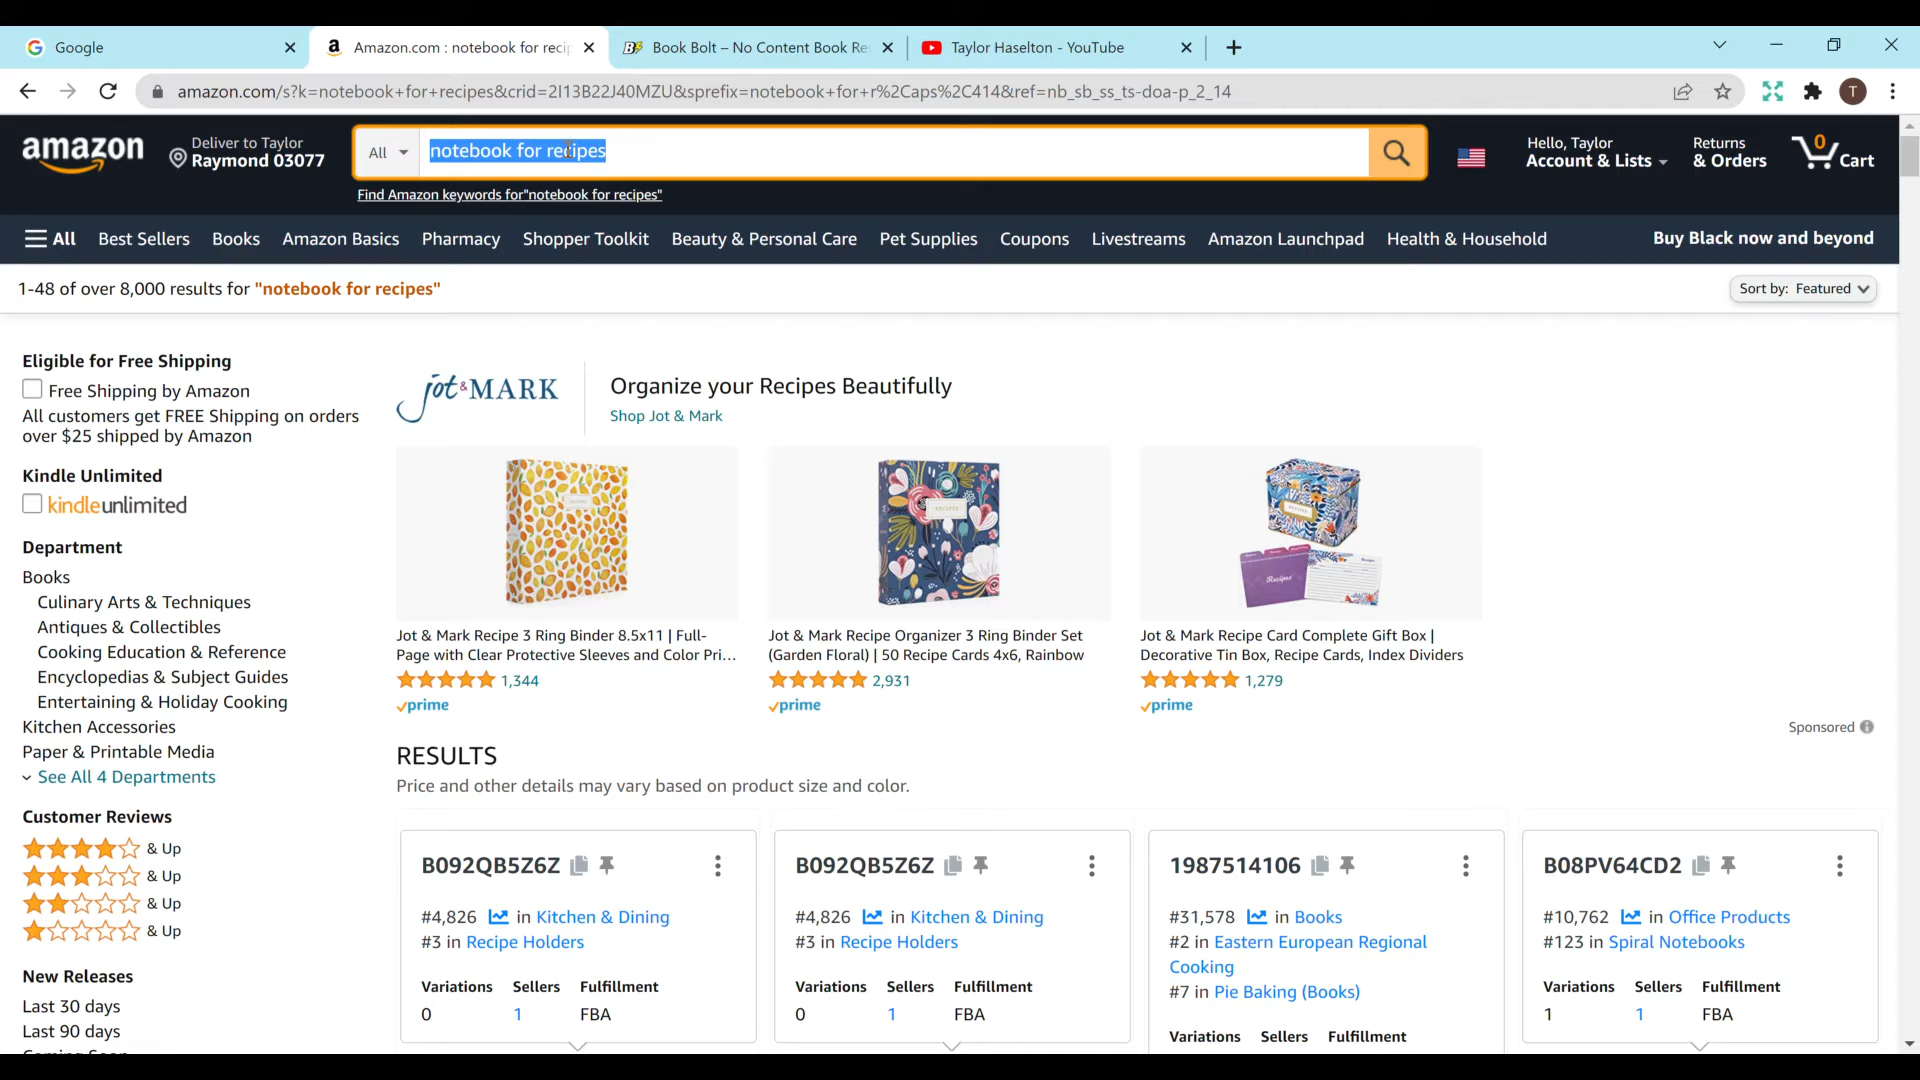 Google
Amazon.com : notebook for recip
Book Bolt – No Content Book Re
Taylor Haselton - YouTube
amazon.com/s?k=notebook+for+recipes&crid=2I13B22J40MZU&sprefix=notebook+for+r%2Caps%2C414&ref=nb_sb_ss_ts-doa-p_2_14
T
amazon
Deliver to Taylor
Raymond 03077
All
notebook for recipes
Find Amazon keywords for"notebook for recipes"
Hello, Taylor
Account & Lists
Returns
& Orders
0
Cart
All
Best Sellers
Books
Amazon Basics
Pharmacy
Shopper Toolkit
Beauty & Personal Care
Pet Supplies
Coupons
Livestreams
Amazon Launchpad
Health & Household
Buy Black now and beyond
1-48 of over 8,000 results for "notebook for recipes"
Sort by: Featured
Eligible for Free Shipping
Free Shipping by Amazon
All customers get FREE Shipping on orders
over $25 shipped by Amazon
Kindle Unlimited
kindleunlimited
Department
Books
Culinary Arts & Techniques
Antiques & Collectibles
Cooking Education & Reference
Encyclopedias & Subject Guides
Entertaining & Holiday Cooking
Kitchen Accessories
Paper & Printable Media
See All 4 Departments
Customer Reviews
& Up
& Up
& Up
& Up
New Releases
Last 30 days
Last 90 days
Coming Soon
jot & MARK
Organize your Recipes Beautifully
Shop Jot & Mark
RECIPES
Recipes
Jot & Mark Recipe 3 Ring Binder 8.5x11 | Full-
Page with Clear Protective Sleeves and Color Pri…
1,344
prime
Jot & Mark Recipe Organizer 3 Ring Binder Set
(Garden Floral) | 50 Recipe Cards 4x6, Rainbow
2,931
prime
Jot & Mark Recipe Card Complete Gift Box |
Decorative Tin Box, Recipe Cards, Index Dividers
1,279
prime
Sponsored
RESULTS
Price and other details may vary based on product size and color.
B092QB5Z6Z
#4,826 in Kitchen & Dining
#3 in Recipe Holders
Variations Sellers Fulfillment
0 1 FBA
B092QB5Z6Z
#4,826 in Kitchen & Dining
#3 in Recipe Holders
Variations Sellers Fulfillment
0 1 FBA
1987514106
#31,578 in Books
#2 in Eastern European Regional
Cooking
#7 in Pie Baking (Books)
Variations Sellers Fulfillment
B08PV64CD2
#10,762 in Office Products
#123 in Spiral Notebooks
Variations Sellers Fulfillment
1 1 FBA